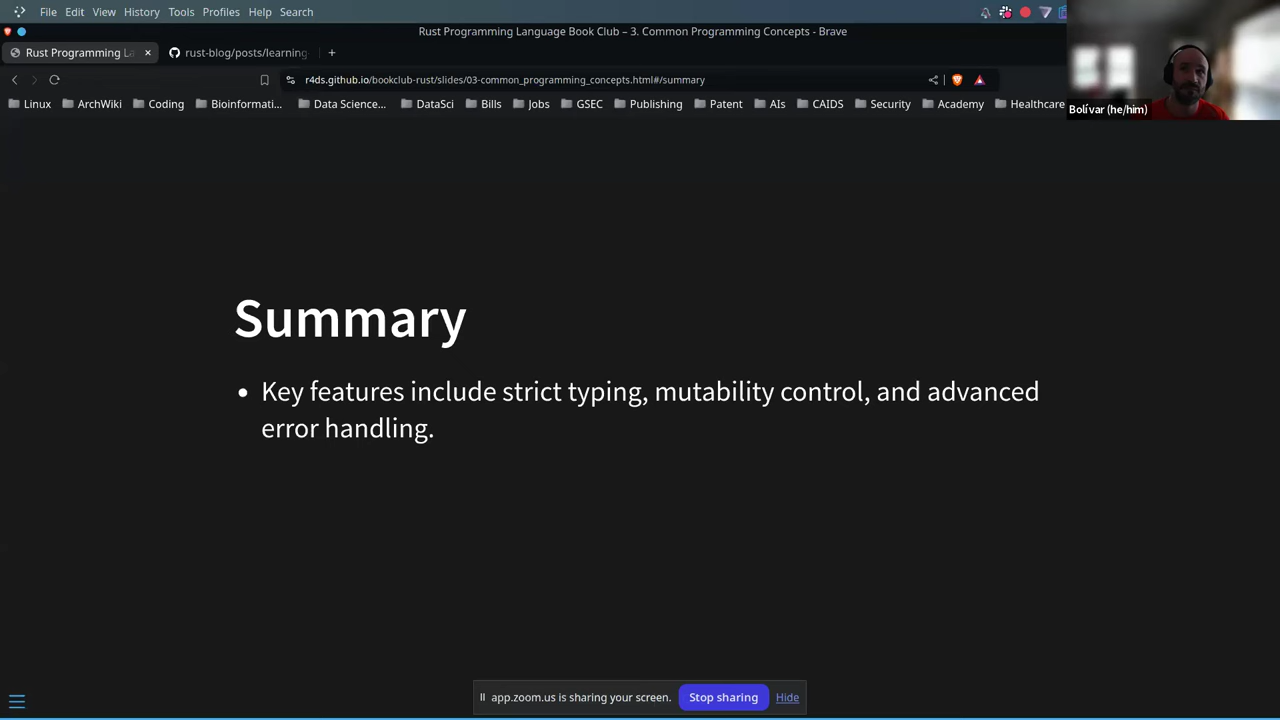 File Edit View History Tools Profiles Help Search
Rust Programming Language Book Club – 3. Common Programming Concepts - Brave
Rust Programming La
rust-blog/posts/learning
r4ds.github.io/bookclub-rust/slides/03-common_programming_concepts.html#/summary
Linux ArchWiki Coding Bioinformati... Data Science... DataSci Bills Jobs GSEC Publishing Patent AIs CAIDS Security Academy Healthcare
Bolívar (he/him)
Summary
• Key features include strict typing, mutability control, and advanced
error handling.
app.zoom.us is sharing your screen. Stop sharing Hide